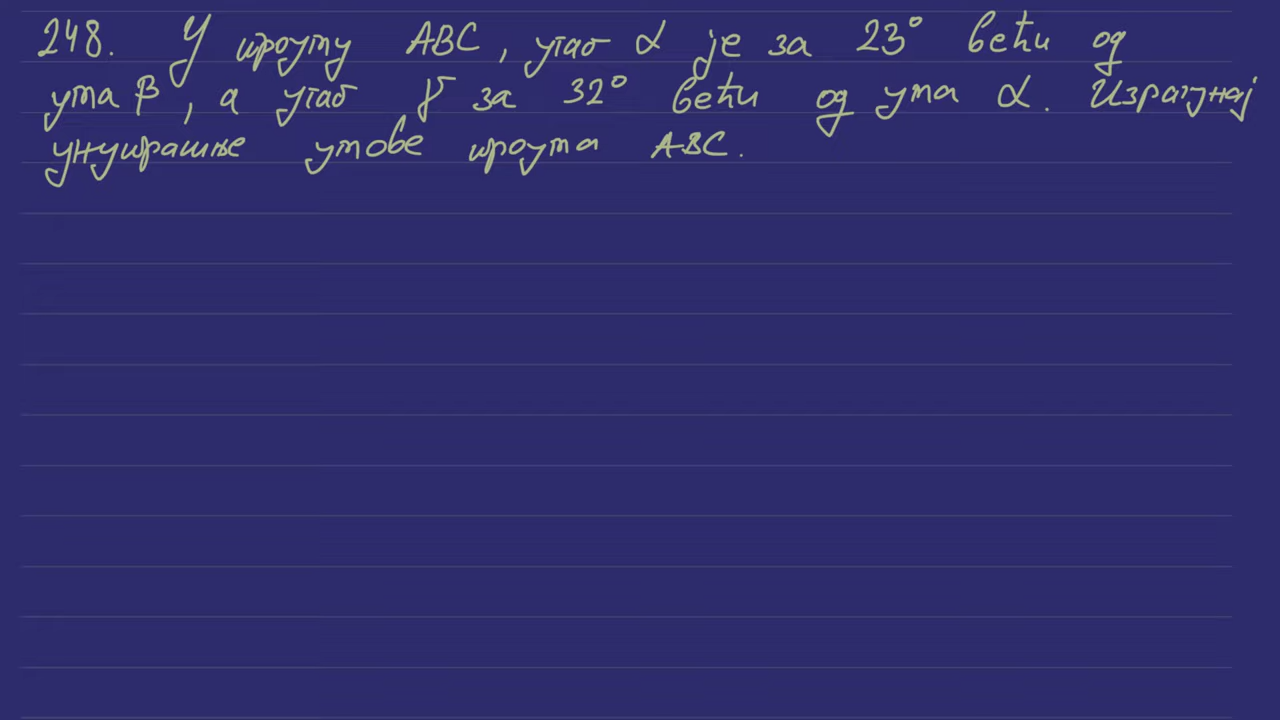 248. У троуглу ABC, угао α је за 23° већи од
угла β, а угао γ за 32° већи од угла α. Израчунај
унутрашње углове троугла ABC.